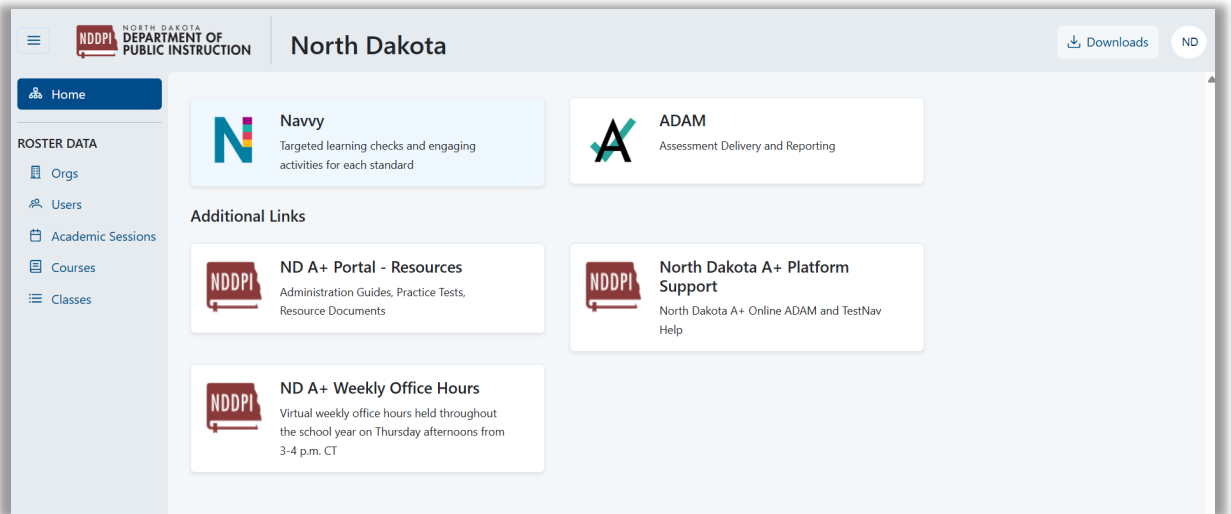 NDDPI
NORTH DAKOTA
DEPARTMENT OF
PUBLIC INSTRUCTION
North Dakota
Downloads
ND
Home
ROSTER DATA
Orgs
Users
Academic Sessions
Courses
Classes
N
Navvy
Targeted learning checks and engaging
activities for each standard
A
ADAM
Assessment Delivery and Reporting
Additional Links
NDDPI
ND A+ Portal - Resources
Administration Guides, Practice Tests,
Resource Documents
NDDPI
North Dakota A+ Platform
Support
North Dakota A+ Online ADAM and TestNav
Help
NDDPI
ND A+ Weekly Office Hours
Virtual weekly office hours held throughout
the school year on Thursday afternoons from
3-4 p.m. CT